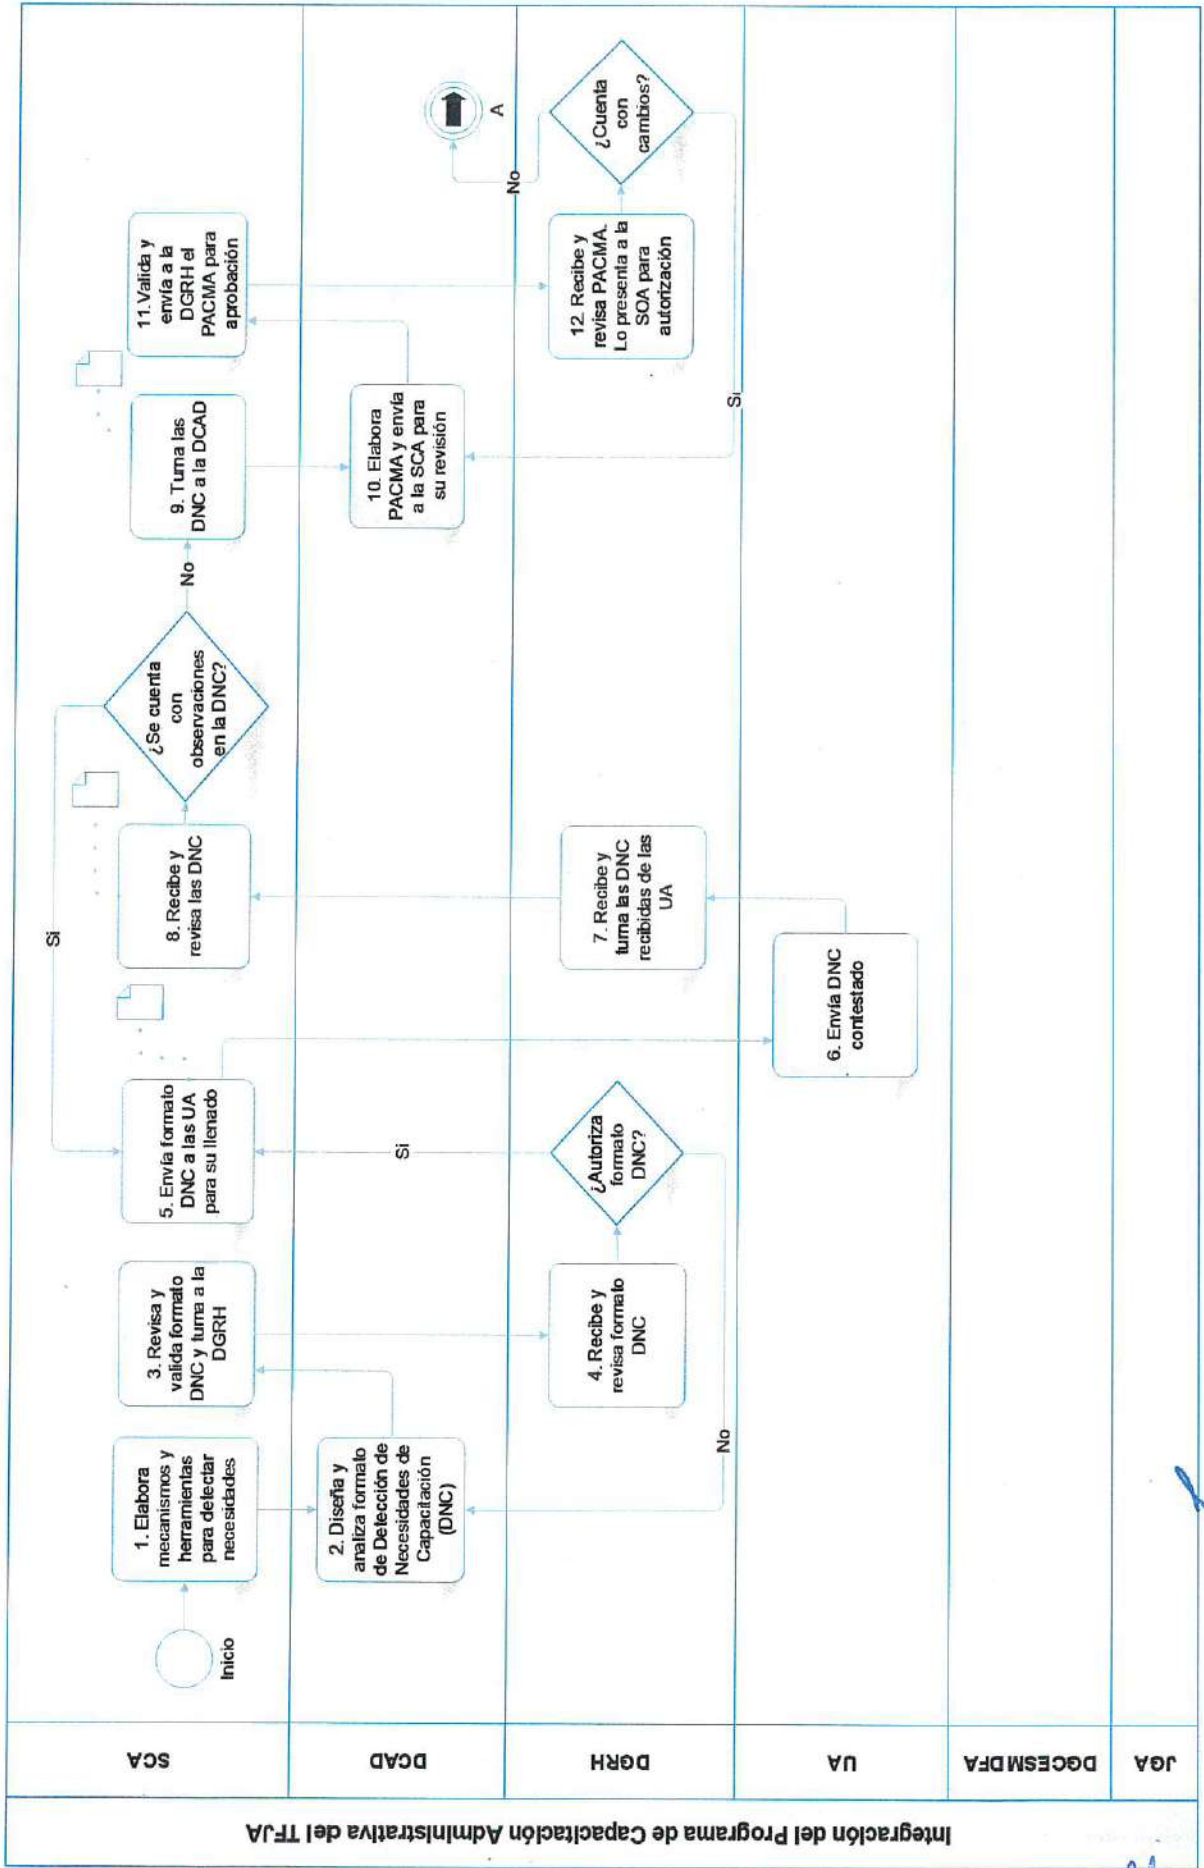 Integración del Programa de Capacitación Administrativa del TFJA
SCA
DCAD
DGRH
UA
DGCESMDFA
JGA
Inicio
1. Elabora
mecanismos y
herramientas
para detectar
necesidades
2. Diseña y
analiza formato
de Detección de
Necesidades de
Capacitación
(DNC)
3. Revisa y
valida formato
DNC y turna a la
DGRH
4. Recibe y
revisa formato
DNC
¿Autoriza
formato
DNC?
No
Si
5. Envía formato
DNC a las UA
para su llenado
6. Envía DNC
contestado
7. Recibe y
turna las DNC
recibidas de las
UA
8. Recibe y
revisa las DNC
¿Se cuenta
con
observaciones
en la DNC?
Si
No
9. Turna las
DNC a la DCAD
10. Elabora
PACMA y envía
a la SCA para
su revisión
11.Valida y
envía a la
DGRH el
PACMA para
aprobación
12. Recibe y
revisa PACMA.
Lo presenta a la
SOA para
autorización
¿Cuenta
con
cambios?
Si
No
A